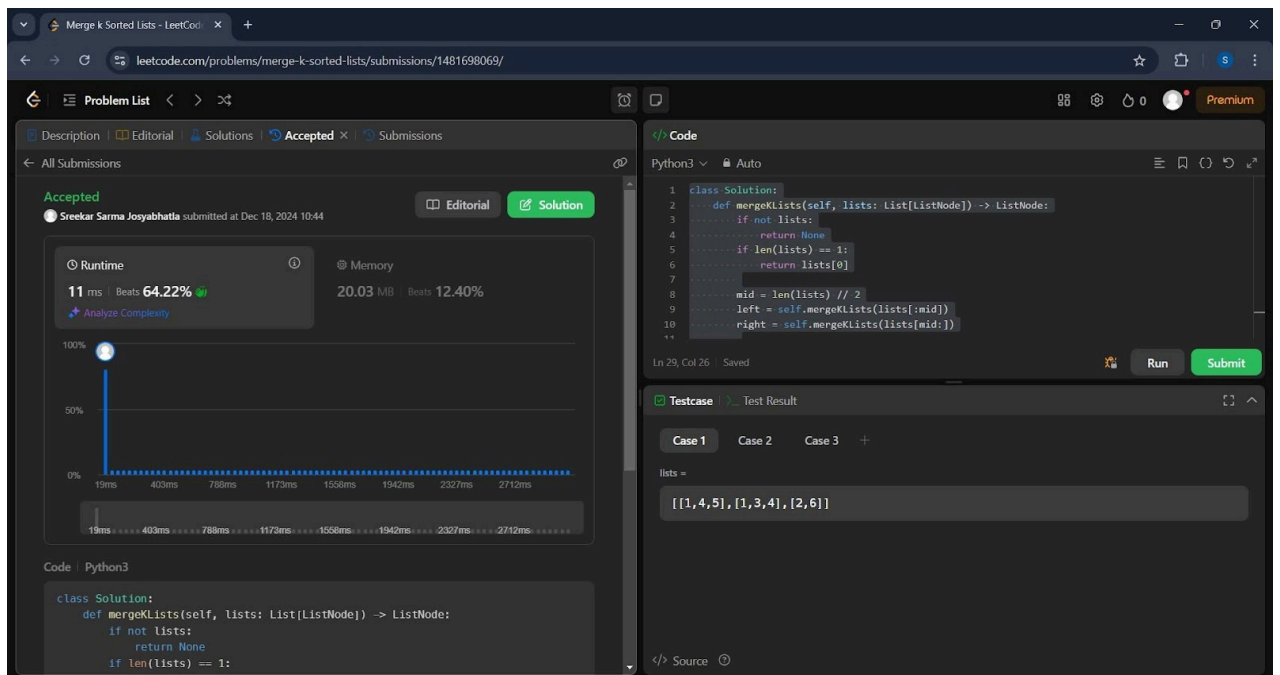 Merge k Sorted Lists - LeetCod
leetcode.com/problems/merge-k-sorted-lists/submissions/1481698069/
Problem List
0
Premium
Description | Editorial | Solutions | Accepted | Submissions
All Submissions
Accepted
Sreekar Sarma Josyabhatla submitted at Dec 18, 2024 10:44
Editorial
Solution
Runtime
11 ms | Beats 64.22%
Analyze Complexity
Memory
20.03 MB | Beats 12.40%
100%
50%
0%
19ms 403ms 788ms 1173ms 1558ms 1942ms 2327ms 2712ms
19ms 403ms 788ms 1173ms 1558ms 1942ms 2327ms 2712ms
Code | Python3
class Solution:
    def mergeKLists(self, lists: List[ListNode]) -> ListNode:
        if not lists:
            return None
        if len(lists) == 1:
</> Code
Python3 Auto
1 class Solution:
2     def mergeKLists(self, lists: List[ListNode]) -> ListNode:
3         if not lists:
4             return None
5         if len(lists) == 1:
6             return lists[0]
7
8         mid = len(lists) // 2
9         left = self.mergeKLists(lists[:mid])
10         right = self.mergeKLists(lists[mid:])
11
Ln 29, Col 26 | Saved
Run
Submit
Testcase | >_ Test Result
Case 1 Case 2 Case 3 +
lists =
[[1,4,5],[1,3,4],[2,6]]
</> Source